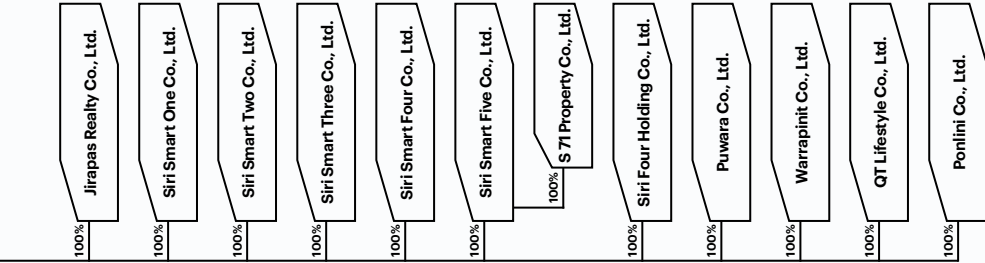 Jirapas Realty Co., Ltd.
100%
Siri Smart One Co., Ltd.
100%
Siri Smart Two Co., Ltd.
100%
Siri Smart Three Co., Ltd.
100%
Siri Smart Four Co., Ltd.
100%
Siri Smart Five Co., Ltd.
100%
S 71 Property Co., Ltd.
100%
Siri Four Holding Co., Ltd.
100%
Puwara Co., Ltd.
100%
Warrapinit Co., Ltd.
100%
QT Lifestyle Co., Ltd.
100%
Ponlini Co., Ltd.
100%